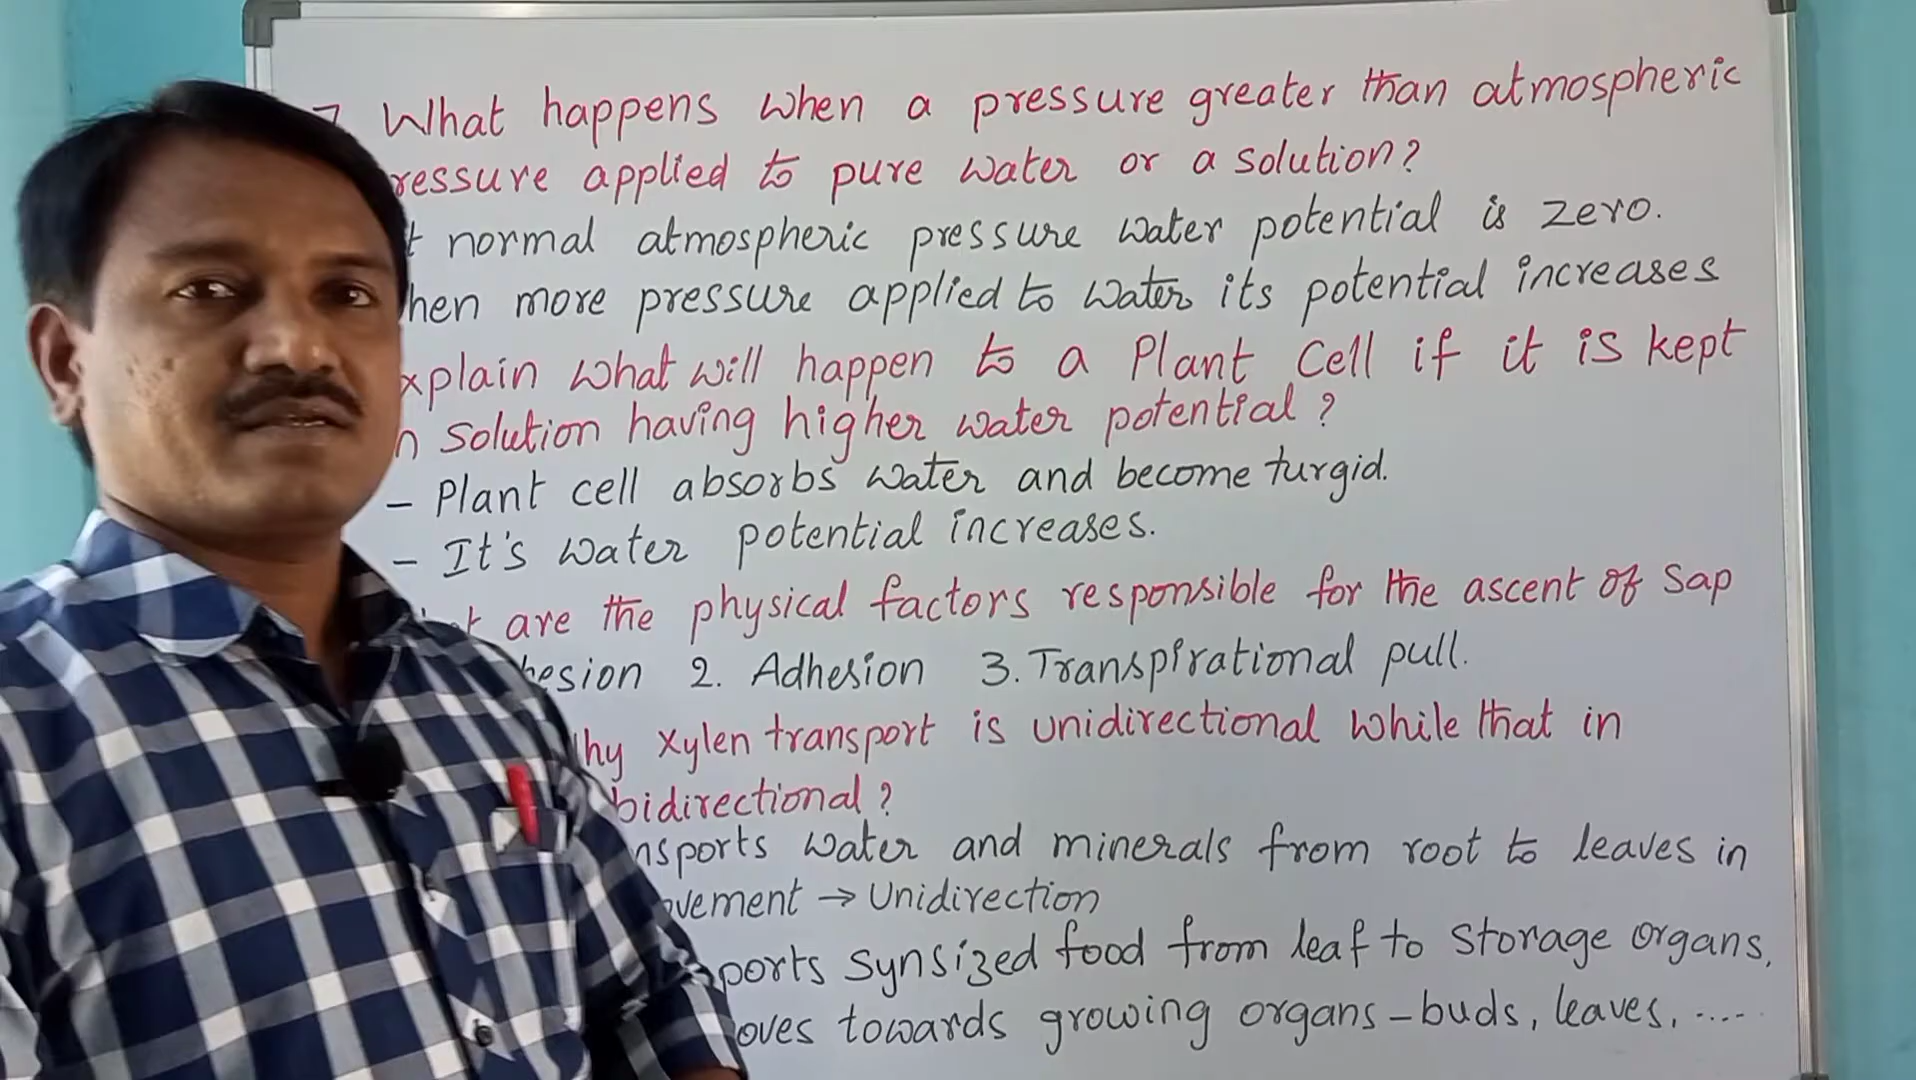 7. What happens when a pressure greater than atmospheric
ressure applied to pure water or a solution?
t normal atmospheric pressure water potential is zero.
hen more pressure applied to water its potential increases
xplain what will happen to a Plant Cell if it is kept
n solution having higher water potential?
- Plant cell absorbs water and become turgid.
- It's water potential increases.
are the physical factors responsible for the ascent of Sap
hesion 2. Adhesion 3. Transpirational pull.
hy xylen transport is unidirectional while that in
bidirectional?
nsports water and minerals from root to leaves in
ovement → Unidirection
ports synsized food from leaf to storage organs,
oves towards growing organs - buds, leaves, ....